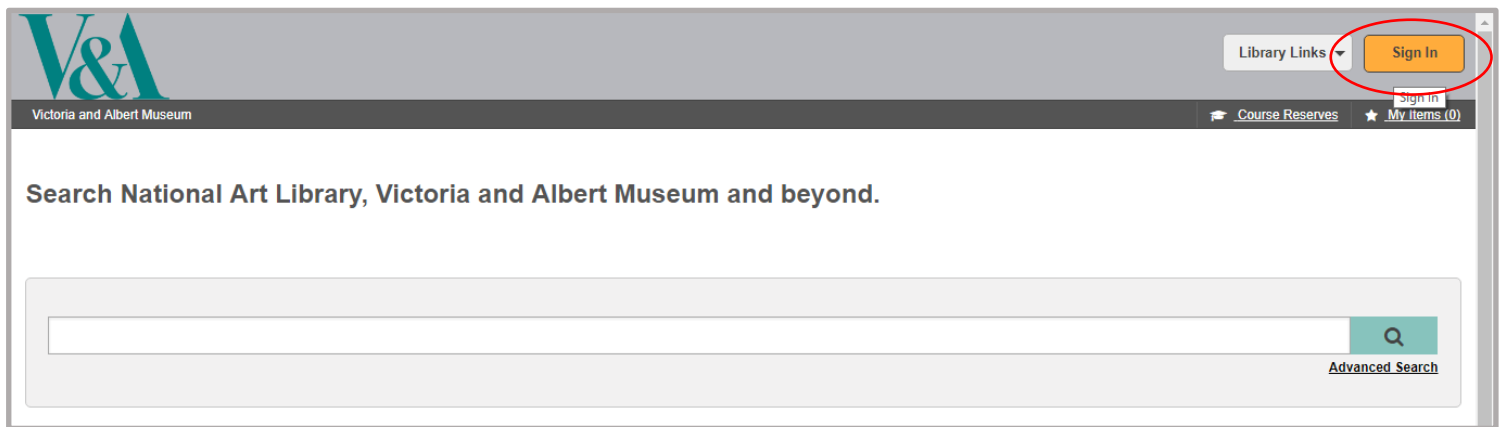 V&A
Library Links
Sign In
Sign In
Victoria and Albert Museum
Course Reserves
My Items (0)
Search National Art Library, Victoria and Albert Museum and beyond.
Advanced Search